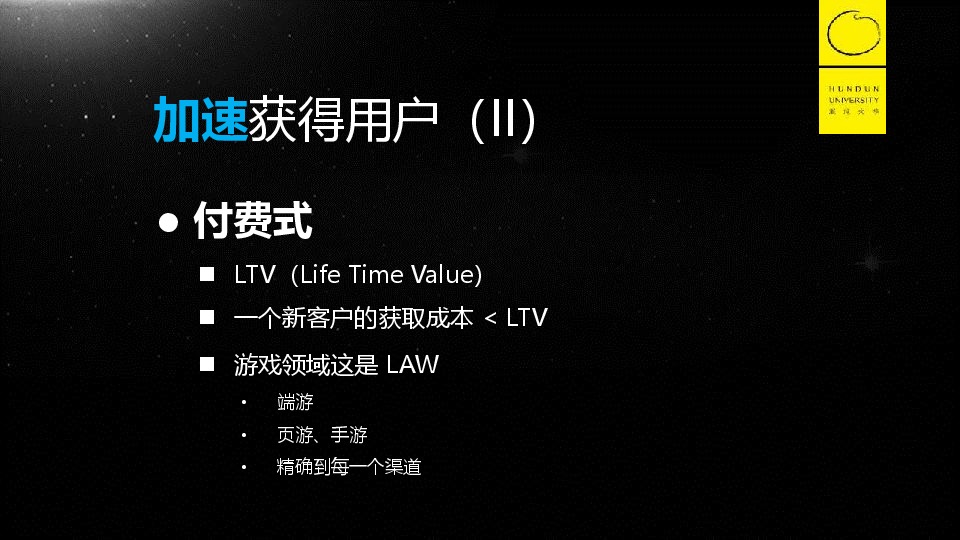 加速获得用户（II）
HUNDUN
UNIVERSITY
混沌大学
● 付费式
■ LTV（Life Time Value）
■ 一个新客户的获取成本 < LTV
■ 游戏领域这是 LAW
• 端游
• 页游、手游
• 精确到每一个渠道